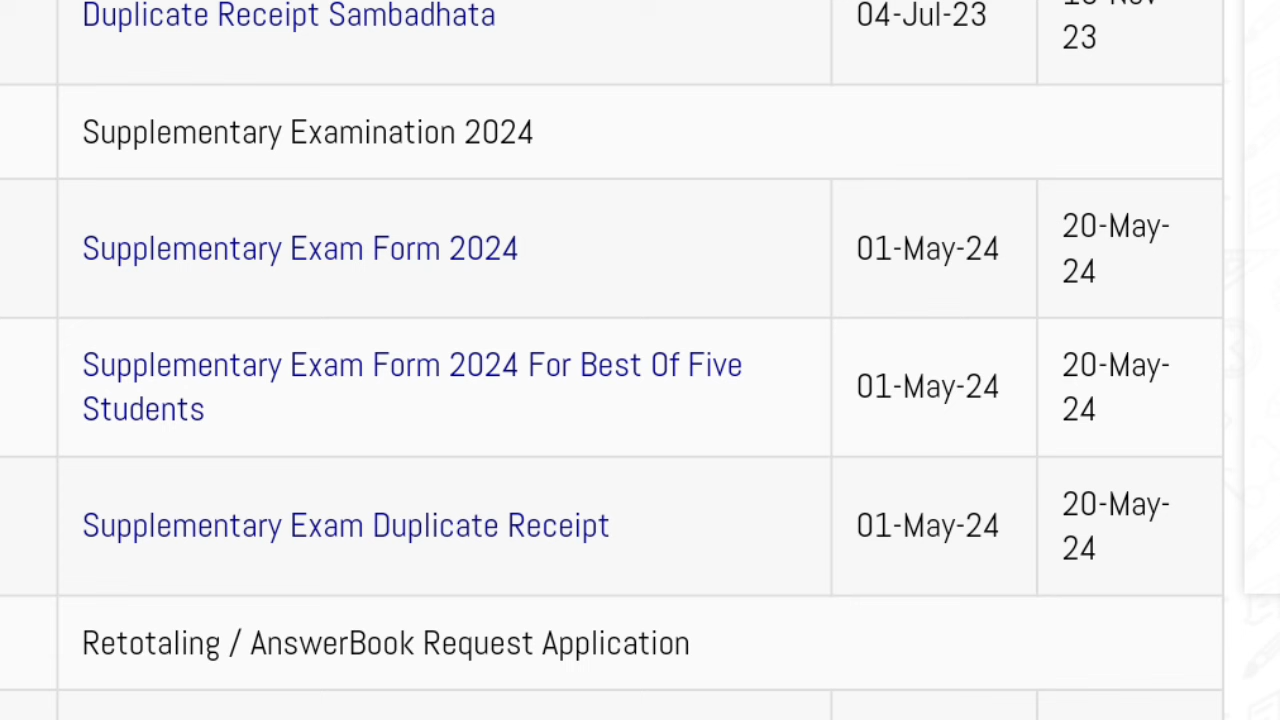 Duplicate Receipt Sambadhata 04-Jul-23
23
Supplementary Examination 2024
Supplementary Exam Form 2024 01-May-24 20-May-
24
Supplementary Exam Form 2024 For Best Of Five
Students 01-May-24 20-May-
24
Supplementary Exam Duplicate Receipt 01-May-24 20-May-
24
Retotaling / AnswerBook Request Application